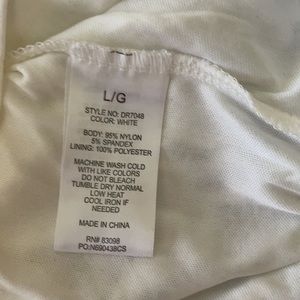 L/G
STYLE NO: DR7048
COLOR: WHITE
BODY: 95% NYLON
5% SPANDEX
LINING: 100% POLYESTER
MACHINE WASH COLD
WITH LIKE COLORS
DO NOT BLEACH
TUMBLE DRY NORMAL
LOW HEAT
COOL IRON IF
NEEDED
MADE IN CHINA
RN# 83098
PO:N690438CS